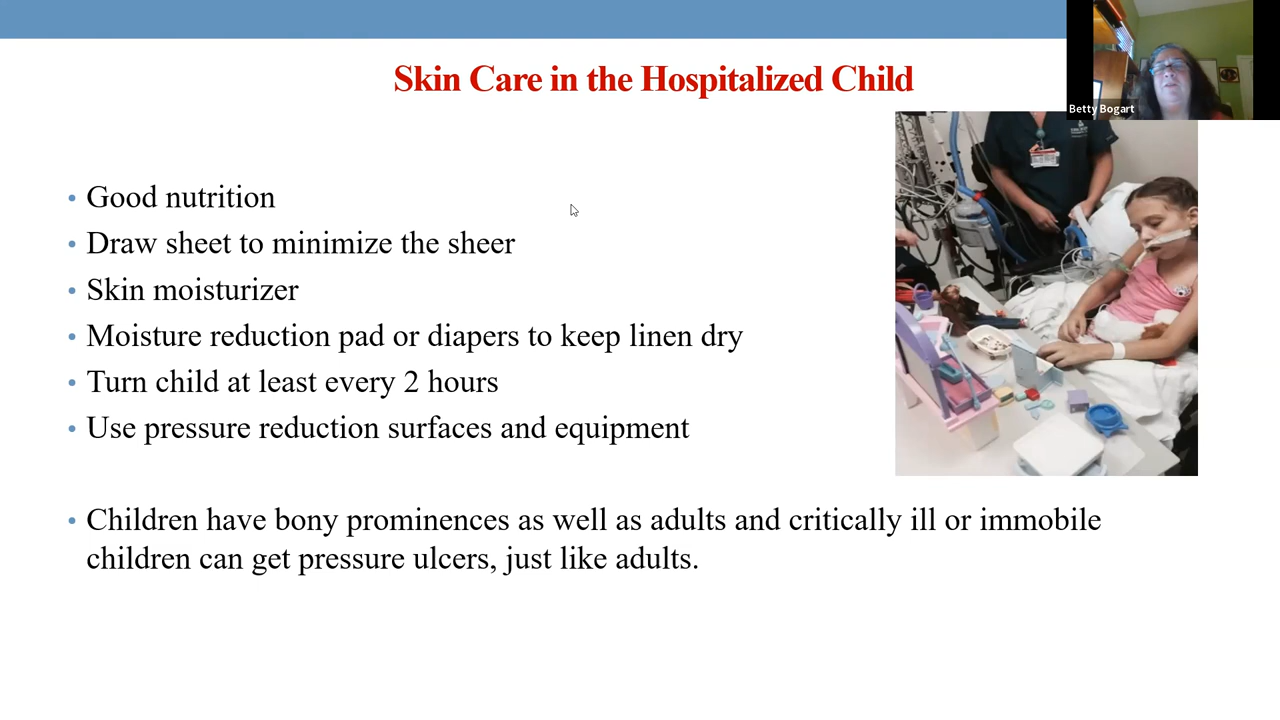 Skin Care in the Hospitalized Child
Betty Bogart
• Good nutrition
• Draw sheet to minimize the sheer
• Skin moisturizer
• Moisture reduction pad or diapers to keep linen dry
• Turn child at least every 2 hours
• Use pressure reduction surfaces and equipment
• Children have bony prominences as well as adults and critically ill or immobile
children can get pressure ulcers, just like adults.